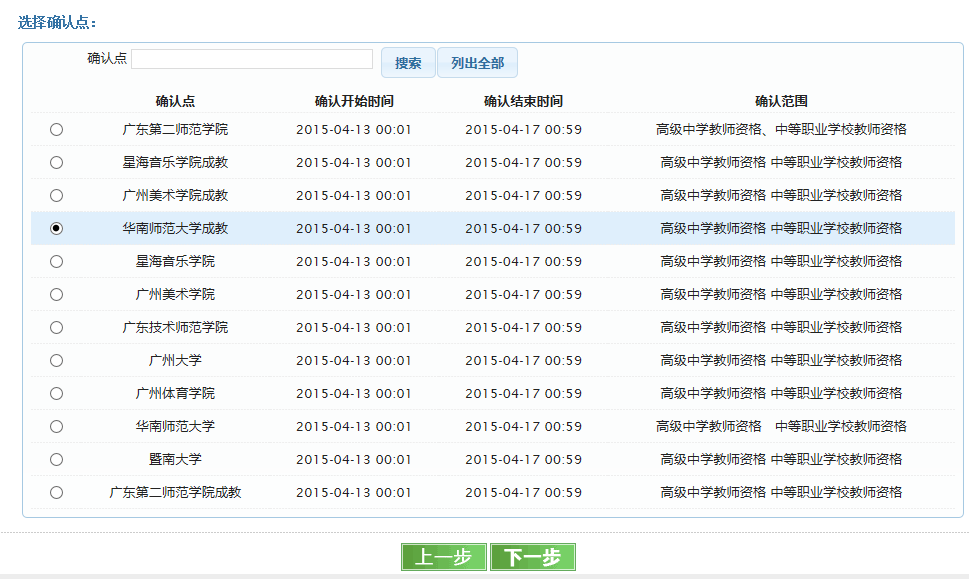 选择确认点：
确认点 搜索 列出全部
确认点 确认开始时间 确认结束时间 确认范围
广东第二师范学院 2015-04-13 00:01 2015-04-17 00:59 高级中学教师资格、中等职业学校教师资格
星海音乐学院成教 2015-04-13 00:01 2015-04-17 00:59 高级中学教师资格 中等职业学校教师资格
广州美术学院成教 2015-04-13 00:01 2015-04-17 00:59 高级中学教师资格 中等职业学校教师资格
华南师范大学成教 2015-04-13 00:01 2015-04-17 00:59 高级中学教师资格 中等职业学校教师资格
星海音乐学院 2015-04-13 00:01 2015-04-17 00:59 高级中学教师资格 中等职业学校教师资格
广州美术学院 2015-04-13 00:01 2015-04-17 00:59 高级中学教师资格 中等职业学校教师资格
广东技术师范学院 2015-04-13 00:01 2015-04-17 00:59 高级中学教师资格 中等职业学校教师资格
广州大学 2015-04-13 00:01 2015-04-17 00:59 高级中学教师资格 中等职业学校教师资格
广州体育学院 2015-04-13 00:01 2015-04-17 00:59 高级中学教师资格 中等职业学校教师资格
华南师范大学 2015-04-13 00:01 2015-04-17 00:59 高级中学教师资格　中等职业学校教师资格
暨南大学 2015-04-13 00:01 2015-04-17 00:59 高级中学教师资格 中等职业学校教师资格
广东第二师范学院成教 2015-04-13 00:01 2015-04-17 00:59 高级中学教师资格 中等职业学校教师资格
上一步 下一步